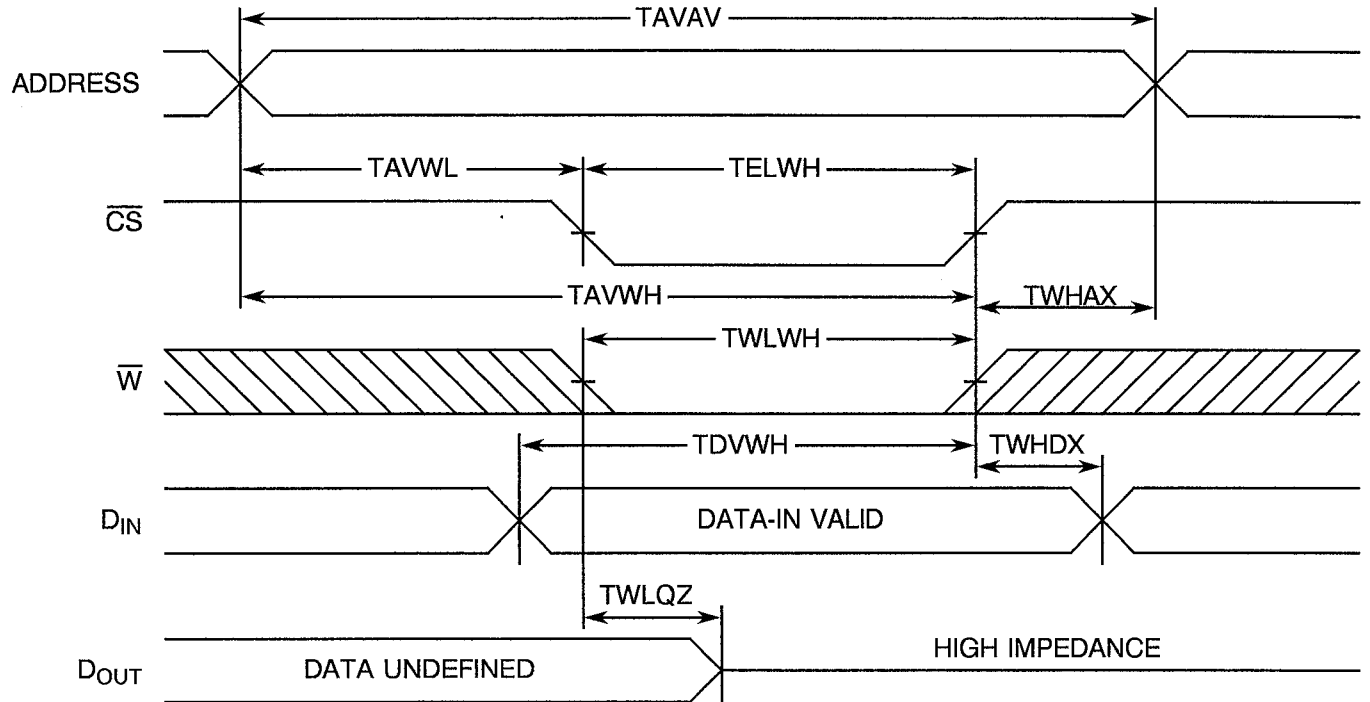 TAVAV
ADDRESS
TAVWL
TELWH
CS
TAVWH
TWHAX
TWLWH
W
TDVWH
TWHDX
DIN
DATA-IN VALID
TWLQZ
DOUT
DATA UNDEFINED
HIGH IMPEDANCE